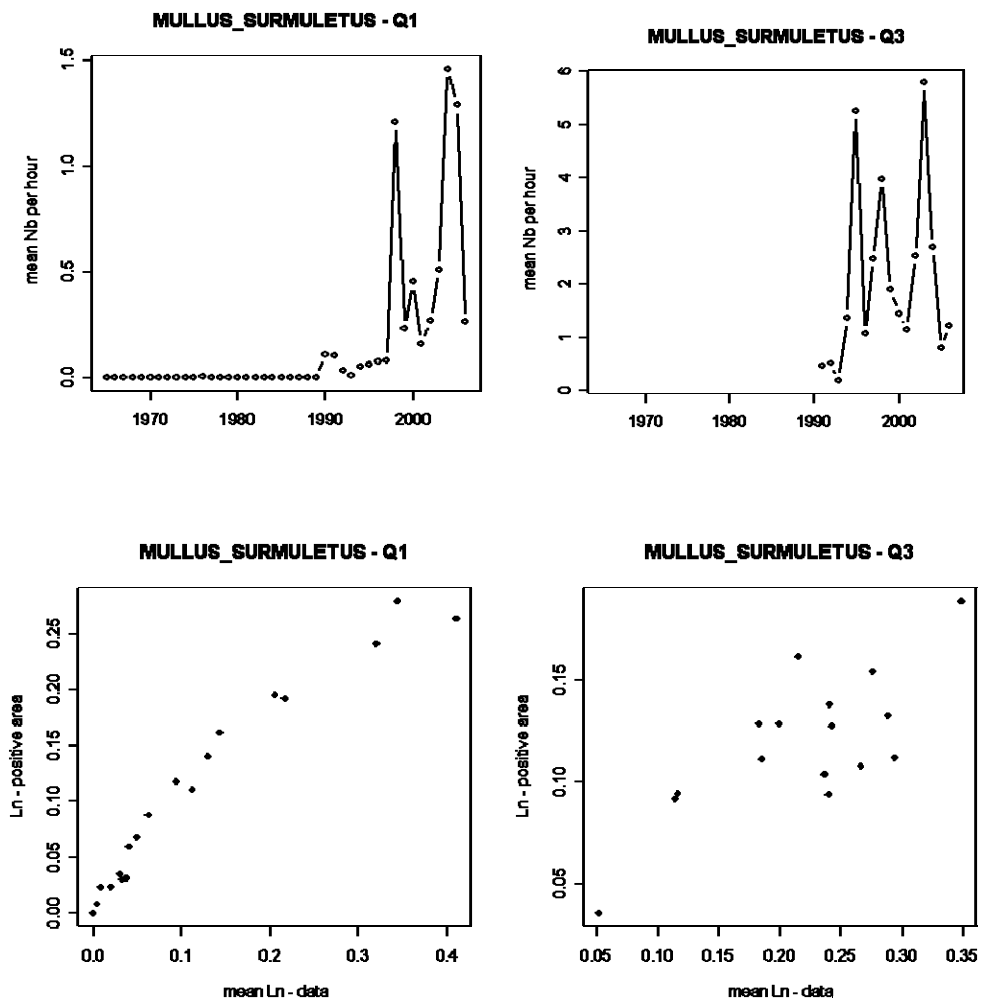 MULLUS_SURMULETUS - Q1
mean Nb per hour
1.5
1.0
0.5
0.0
1970 1980 1990 2000
MULLUS_SURMULETUS - Q3
mean Nb per hour
6
5
4
3
2
1
0
1970 1980 1990 2000
MULLUS_SURMULETUS - Q1
Ln - positive area
0.25
0.20
0.15
0.10
0.05
0.00
0.0 0.1 0.2 0.3 0.4
mean Ln - data
MULLUS_SURMULETUS - Q3
Ln - positive area
0.15
0.10
0.05
0.05 0.10 0.15 0.20 0.25 0.30 0.35
mean Ln - data